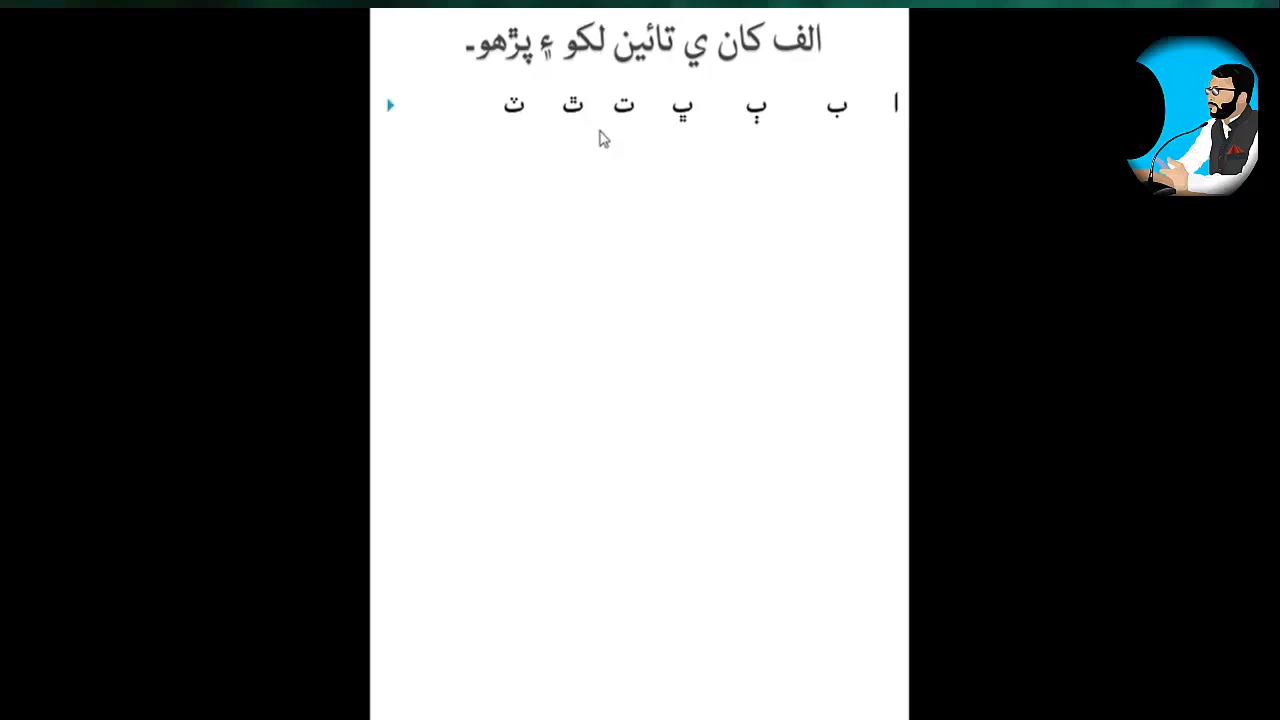 الف کان ي تائين لکو ۽ پڙهو۔
ا ب ٻ ڀ ت ٿ ٽ